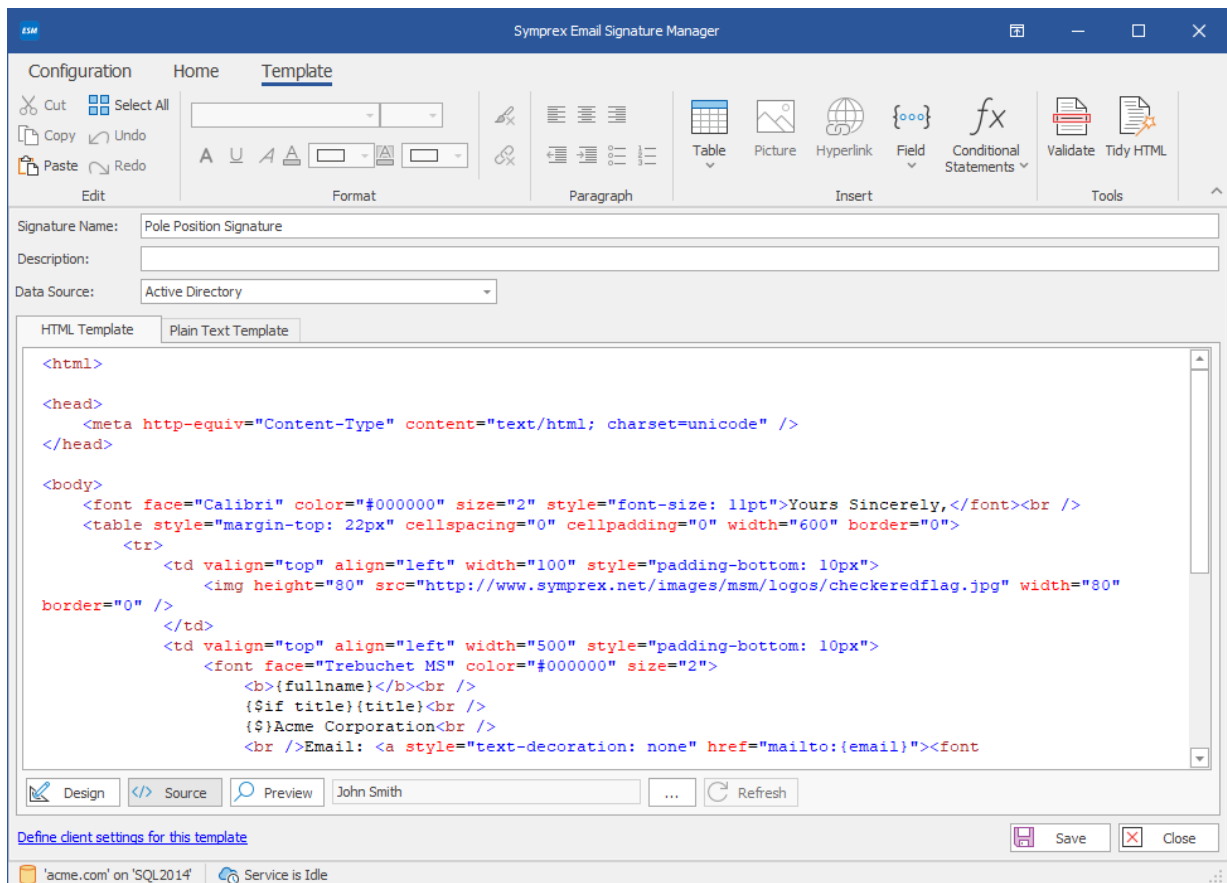 ESM Symprex Email Signature Manager
Configuration Home Template
Cut Select All
Copy Undo
Paste Redo
A U A A A
Table Picture Hyperlink Field Conditional Statements Validate Tidy HTML
{ooo} fx
Edit Format Paragraph Insert Tools
Signature Name: Pole Position Signature
Description:
Data Source: Active Directory
HTML Template Plain Text Template
<html>
<head>
<meta http-equiv="Content-Type" content="text/html; charset=unicode" />
</head>
<body>
<font face="Calibri" color="#000000" size="2" style="font-size: 11pt">Yours Sincerely,</font><br />
<table style="margin-top: 22px" cellspacing="0" cellpadding="0" width="600" border="0">
<tr>
<td valign="top" align="left" width="100" style="padding-bottom: 10px">
<img height="80" src="http://www.symprex.net/images/msm/logos/checkeredflag.jpg" width="80"
border="0" />
</td>
<td valign="top" align="left" width="500" style="padding-bottom: 10px">
<font face="Trebuchet MS" color="#000000" size="2">
<b>{fullname}</b><br />
{$if title}{title}<br />
{$}Acme Corporation<br />
<br />Email: <a style="text-decoration: none" href="mailto:{email}"><font
Design </> Source Preview John Smith ... Refresh
Define client settings for this template Save Close
'acme.com' on 'SQL2014' Service is Idle